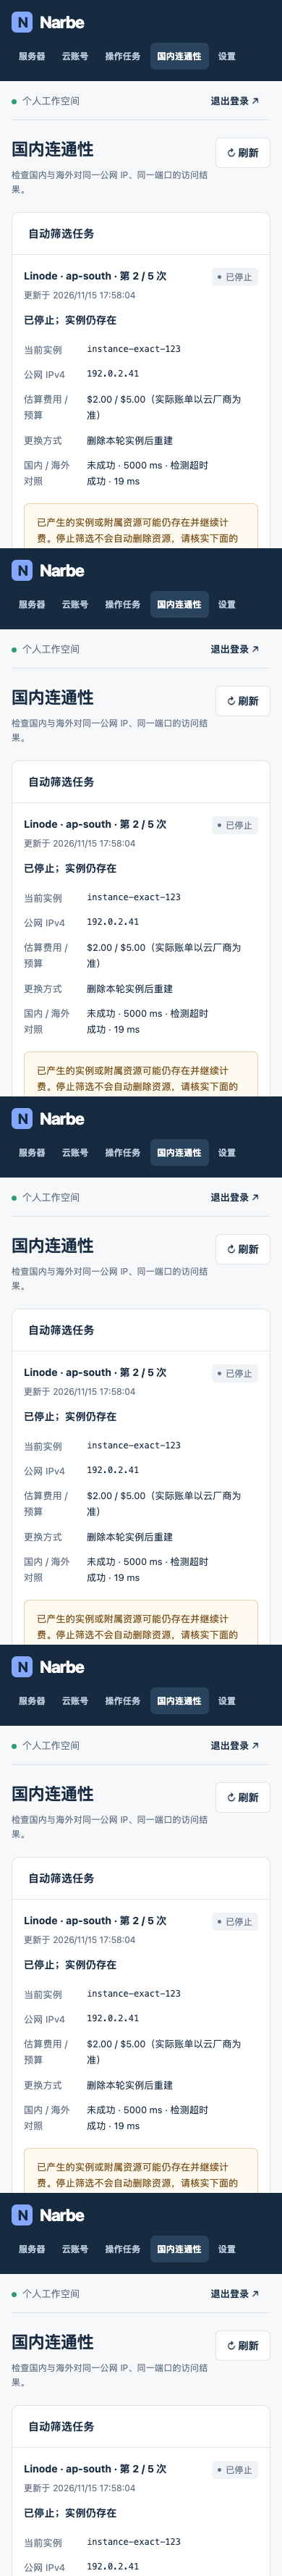 N Narbe
服务器 云账号 操作任务 国内连通性 设置
个人工作空间 退出登录 ↗
国内连通性 ↻ 刷新
检查国内与海外对同一公网 IP、同一端口的访问结
果。
自动筛选任务
Linode · ap-south · 第 2 / 5 次 已停止
更新于 2026/11/15 17:58:04
已停止；实例仍存在
当前实例 instance-exact-123
公网 IPv4 192.0.2.41
估算费用 / $2.00 / $5.00（实际账单以云厂商为
预算 准）
更换方式 删除本轮实例后重建
国内 / 海外 未成功 · 5000 ms · 检测超时
对照 成功 · 19 ms
已产生的实例或附属资源可能仍存在并继续计
费。停止筛选不会自动删除资源，请核实下面的
N Narbe
服务器 云账号 操作任务 国内连通性 设置
个人工作空间 退出登录 ↗
国内连通性 ↻ 刷新
检查国内与海外对同一公网 IP、同一端口的访问结
果。
自动筛选任务
Linode · ap-south · 第 2 / 5 次 已停止
更新于 2026/11/15 17:58:04
已停止；实例仍存在
当前实例 instance-exact-123
公网 IPv4 192.0.2.41
估算费用 / $2.00 / $5.00（实际账单以云厂商为
预算 准）
更换方式 删除本轮实例后重建
国内 / 海外 未成功 · 5000 ms · 检测超时
对照 成功 · 19 ms
已产生的实例或附属资源可能仍存在并继续计
费。停止筛选不会自动删除资源，请核实下面的
N Narbe
服务器 云账号 操作任务 国内连通性 设置
个人工作空间 退出登录 ↗
国内连通性 ↻ 刷新
检查国内与海外对同一公网 IP、同一端口的访问结
果。
自动筛选任务
Linode · ap-south · 第 2 / 5 次 已停止
更新于 2026/11/15 17:58:04
已停止；实例仍存在
当前实例 instance-exact-123
公网 IPv4 192.0.2.41
估算费用 / $2.00 / $5.00（实际账单以云厂商为
预算 准）
更换方式 删除本轮实例后重建
国内 / 海外 未成功 · 5000 ms · 检测超时
对照 成功 · 19 ms
已产生的实例或附属资源可能仍存在并继续计
费。停止筛选不会自动删除资源，请核实下面的
N Narbe
服务器 云账号 操作任务 国内连通性 设置
个人工作空间 退出登录 ↗
国内连通性 ↻ 刷新
检查国内与海外对同一公网 IP、同一端口的访问结
果。
自动筛选任务
Linode · ap-south · 第 2 / 5 次 已停止
更新于 2026/11/15 17:58:04
已停止；实例仍存在
当前实例 instance-exact-123
公网 IPv4 192.0.2.41
估算费用 / $2.00 / $5.00（实际账单以云厂商为
预算 准）
更换方式 删除本轮实例后重建
国内 / 海外 未成功 · 5000 ms · 检测超时
对照 成功 · 19 ms
已产生的实例或附属资源可能仍存在并继续计
费。停止筛选不会自动删除资源，请核实下面的
N Narbe
服务器 云账号 操作任务 国内连通性 设置
个人工作空间 退出登录 ↗
国内连通性 ↻ 刷新
检查国内与海外对同一公网 IP、同一端口的访问结
果。
自动筛选任务
Linode · ap-south · 第 2 / 5 次 已停止
更新于 2026/11/15 17:58:04
已停止；实例仍存在
当前实例 instance-exact-123
公网 IPv4 192.0.2.41